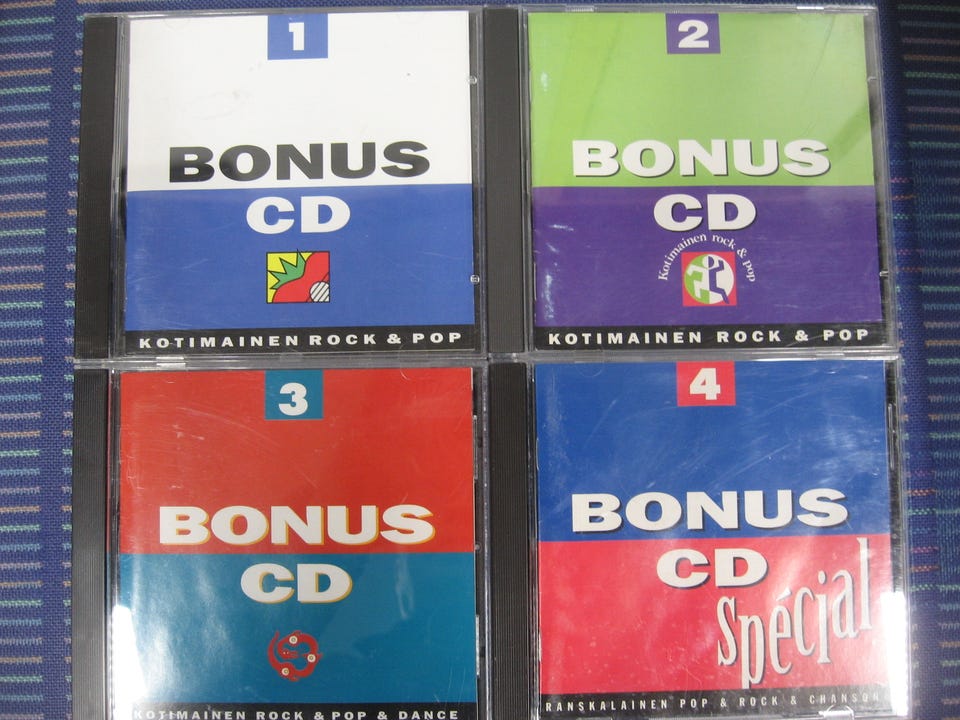 1
BONUS
CD
KOTIMAINEN ROCK & POP
2
BONUS
CD
Kotimainen rock & pop
KOTIMAINEN ROCK & POP
3
BONUS
CD
KOTIMAINEN ROCK & POP & DANCE
4
BONUS
CD
Spécial
RANSKALAINEN POP & ROCK & CHANSON